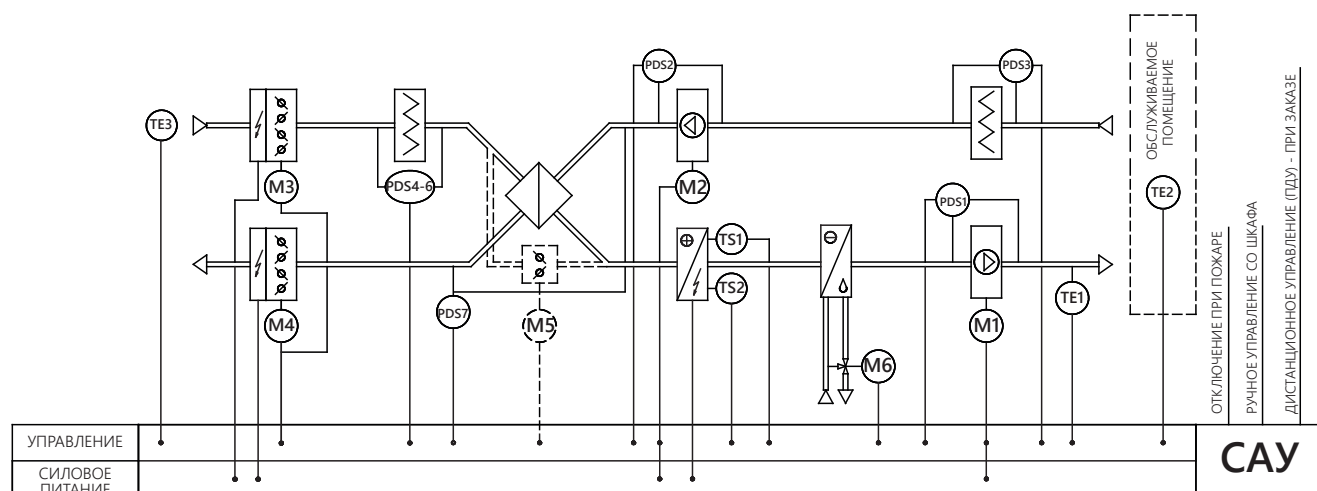 PDS2
PDS3
ОБСЛУЖИВАЕМОЕ
ПОМЕЩЕНИЕ
TE3
M3
PDS4-6
M2
PDS1
TE2
TS1
TS2
TE1
M4
PDS7
M5
M1
M6
ОТКЛЮЧЕНИЕ ПРИ ПОЖАРЕ
РУЧНОЕ УПРАВЛЕНИЕ СО ШКАФА
ДИСТАНЦИОННОЕ УПРАВЛЕНИЕ (ПДУ) - ПРИ ЗАКАЗЕ
УПРАВЛЕНИЕ
САУ
СИЛОВОЕ
ПИТАНИЕ